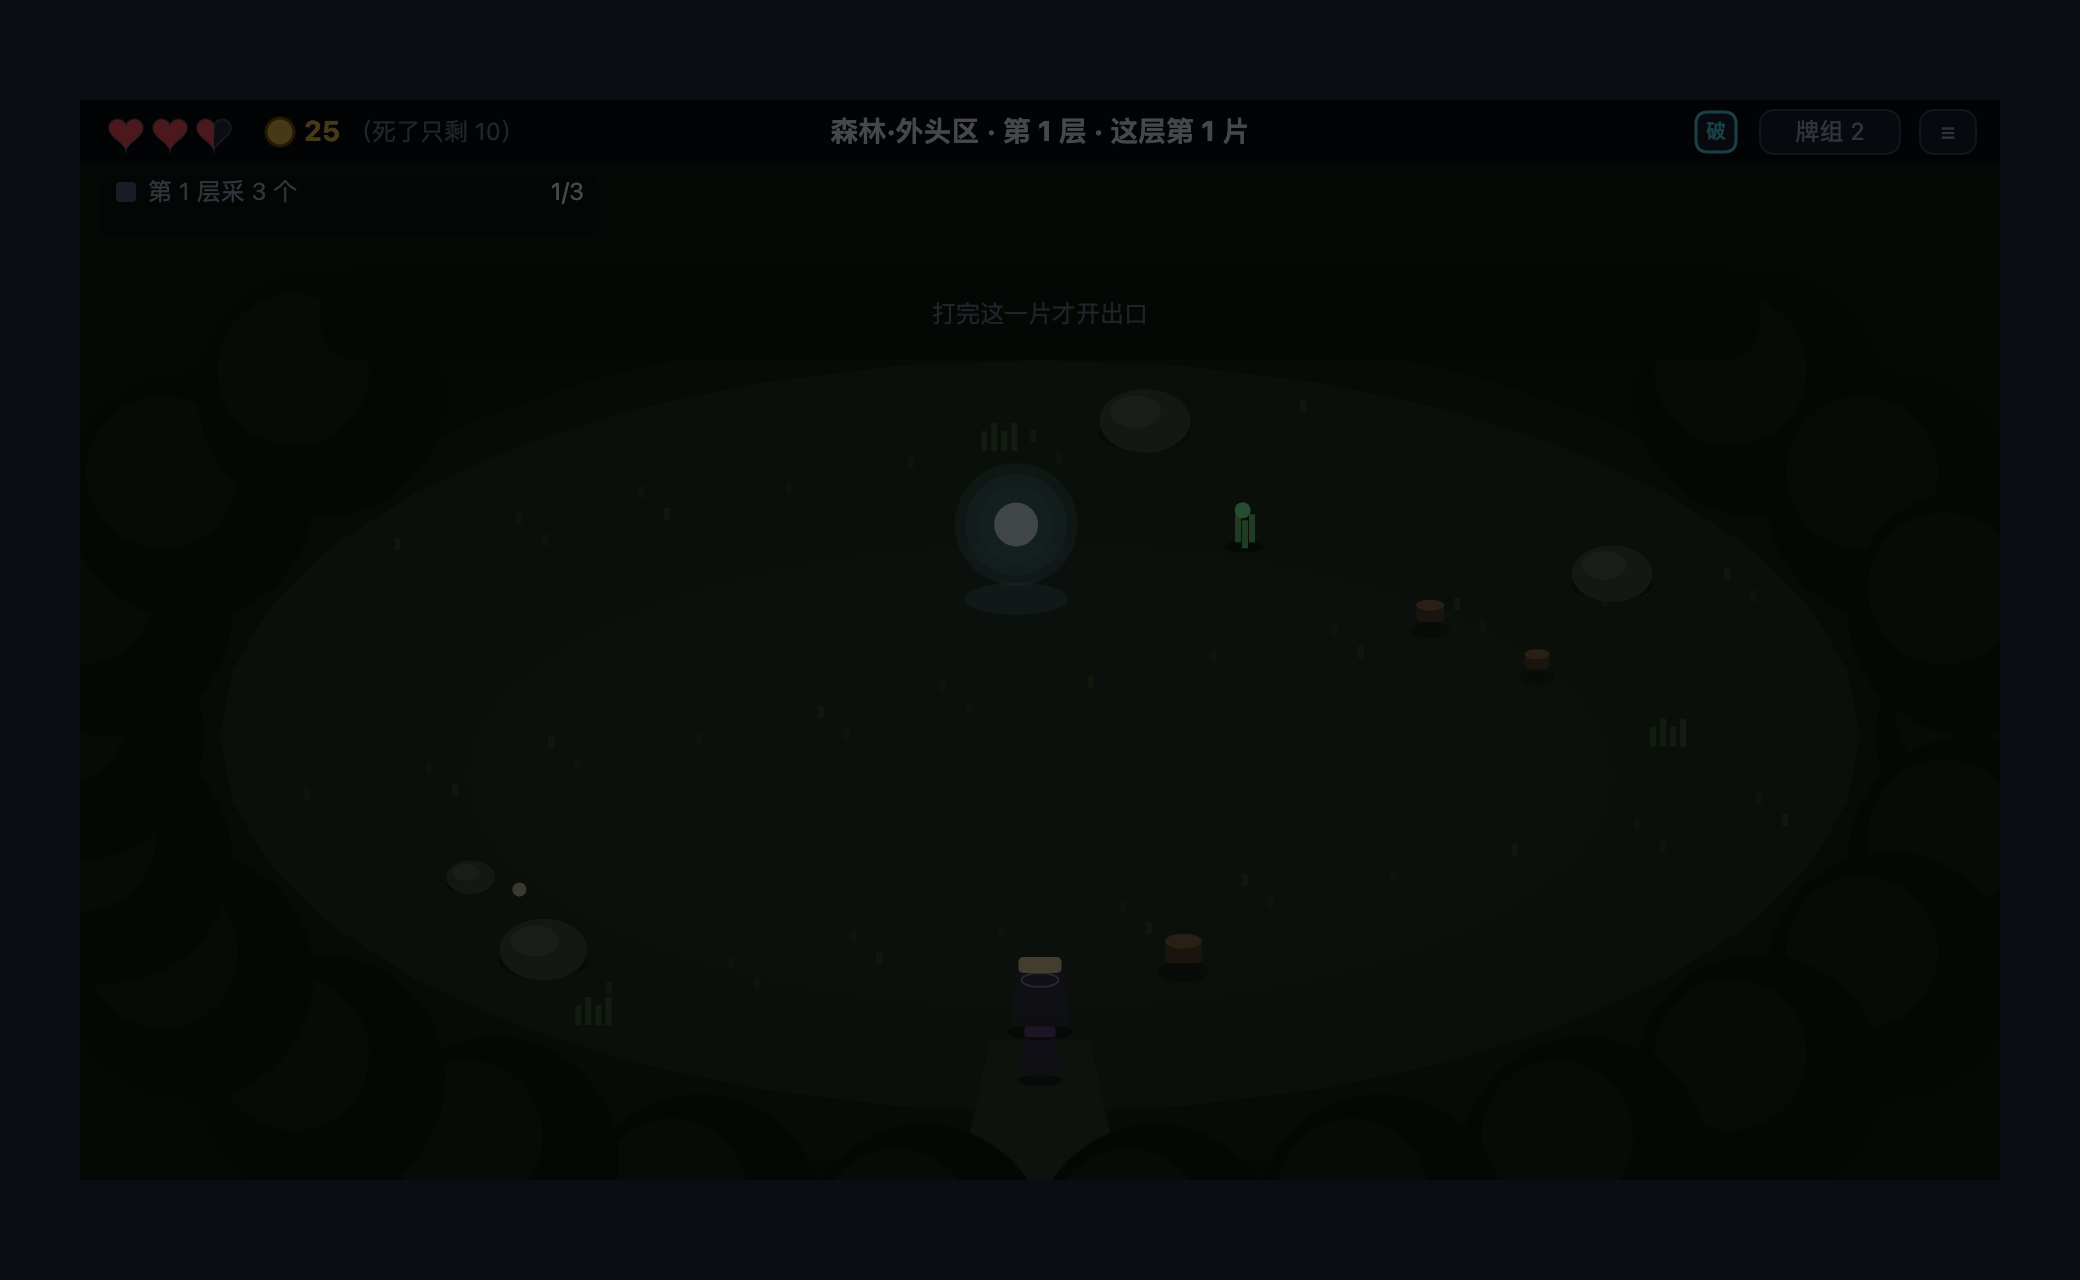 25 （死了只剩 10）
森林·外头区 · 第 1 层 · 这层第 1 片
破
牌组 2
≡
第 1 层采 3 个 1/3
打完这一片才开出口